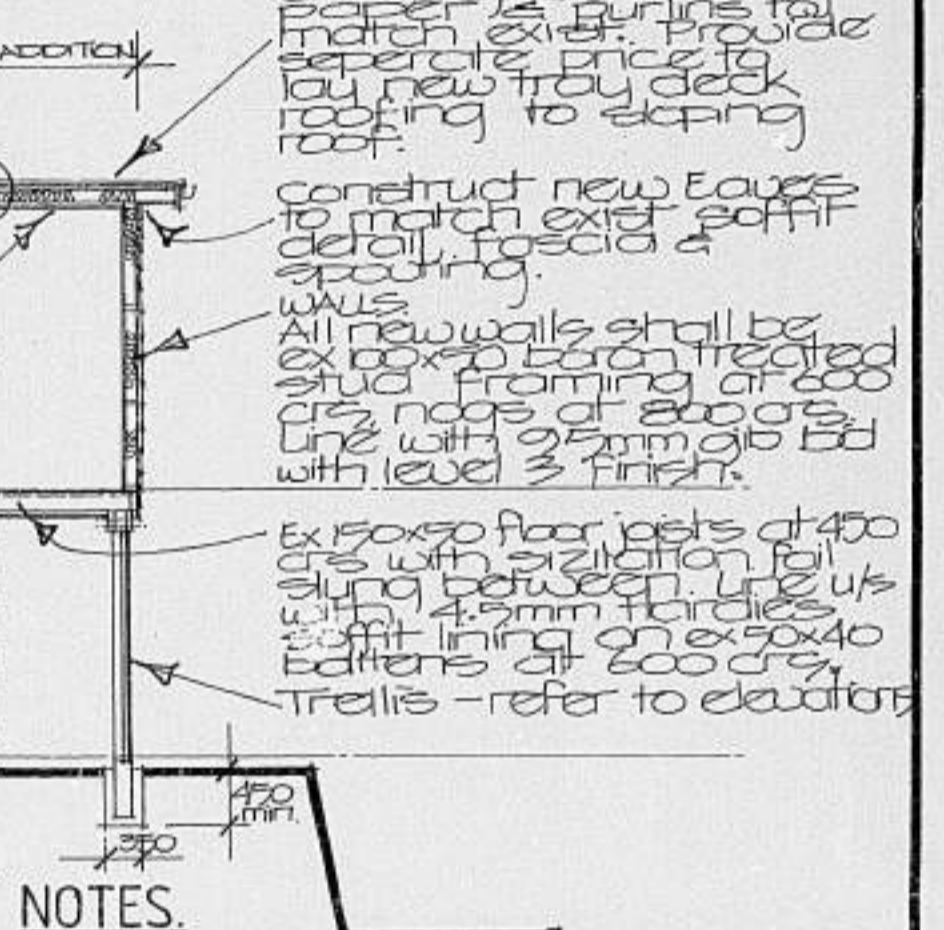 ADDITION
paper & purlins to
match exist. Provide
seperate price to
lay new tray deck
roofing to sloping
roof.
construct new Eaves
to match exist soffit
detail, fascia &
spouting.
WALLS.
All new walls shall be
ex 100x50 boron treated
stud framing at 600
crs, nogs at 800 crs.
Line with 9.5mm gib bd
with level 3 finish.
Ex 150x50 floor joists at 450
crs with sizilation foil
slung between. Line u/s
with 4.5mm Hardies
soffit lining on ex 50x40
battens at 600 crs.
Trellis - refer to elevations
450
min.
350
NOTES.